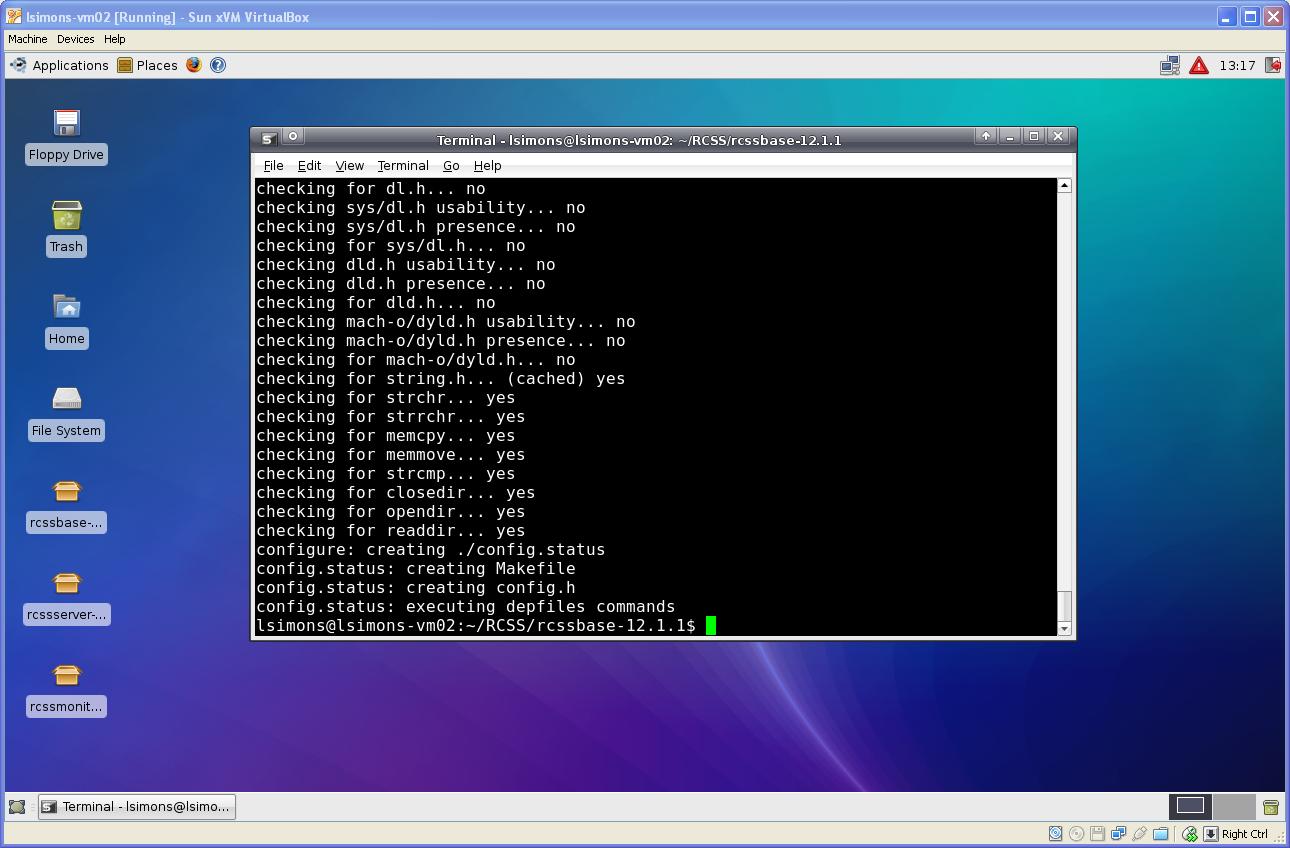 lsimons-vm02 [Running] - Sun xVM VirtualBox
Machine Devices Help
Applications Places 13:17
Floppy Drive
Trash
Home
File System
rcssbase-...
rcssserver-...
rcssmonit...
Terminal - lsimons@lsimons-vm02: ~/RCSS/rcssbase-12.1.1
File Edit View Terminal Go Help
checking for dl.h... no
checking sys/dl.h usability... no
checking sys/dl.h presence... no
checking for sys/dl.h... no
checking dld.h usability... no
checking dld.h presence... no
checking for dld.h... no
checking mach-o/dyld.h usability... no
checking mach-o/dyld.h presence... no
checking for mach-o/dyld.h... no
checking for string.h... (cached) yes
checking for strchr... yes
checking for strrchr... yes
checking for memcpy... yes
checking for memmove... yes
checking for strcmp... yes
checking for closedir... yes
checking for opendir... yes
checking for readdir... yes
configure: creating ./config.status
config.status: creating Makefile
config.status: creating config.h
config.status: executing depfiles commands
lsimons@lsimons-vm02:~/RCSS/rcssbase-12.1.1$
Terminal - lsimons@lsimo...
Right Ctrl